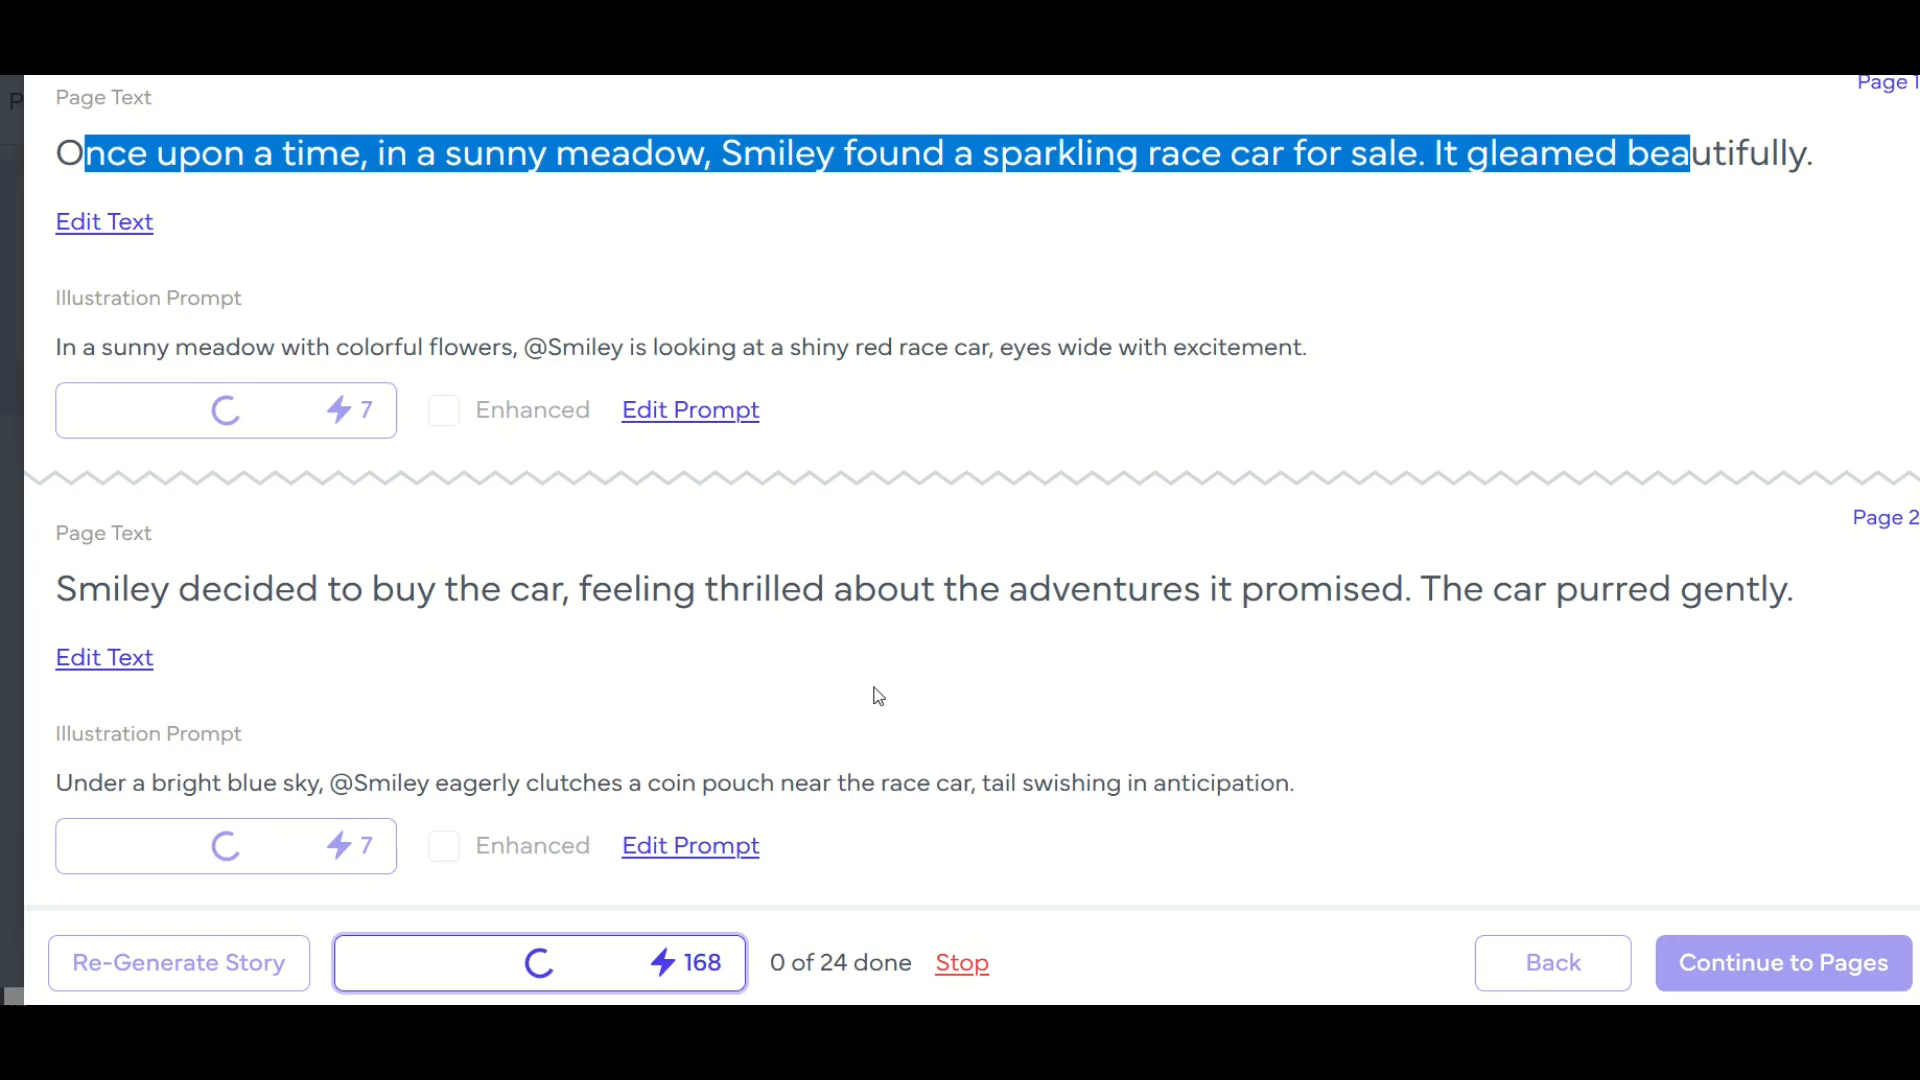 Page 1
Page Text
Once upon a time, in a sunny meadow, Smiley found a sparkling race car for sale. It gleamed beautifully.
Edit Text
Illustration Prompt
In a sunny meadow with colorful flowers, @Smiley is looking at a shiny red race car, eyes wide with excitement.
7 Enhanced Edit Prompt
Page 2
Page Text
Smiley decided to buy the car, feeling thrilled about the adventures it promised. The car purred gently.
Edit Text
Illustration Prompt
Under a bright blue sky, @Smiley eagerly clutches a coin pouch near the race car, tail swishing in anticipation.
7 Enhanced Edit Prompt
Re-Generate Story 168 0 of 24 done Stop Back Continue to Pages